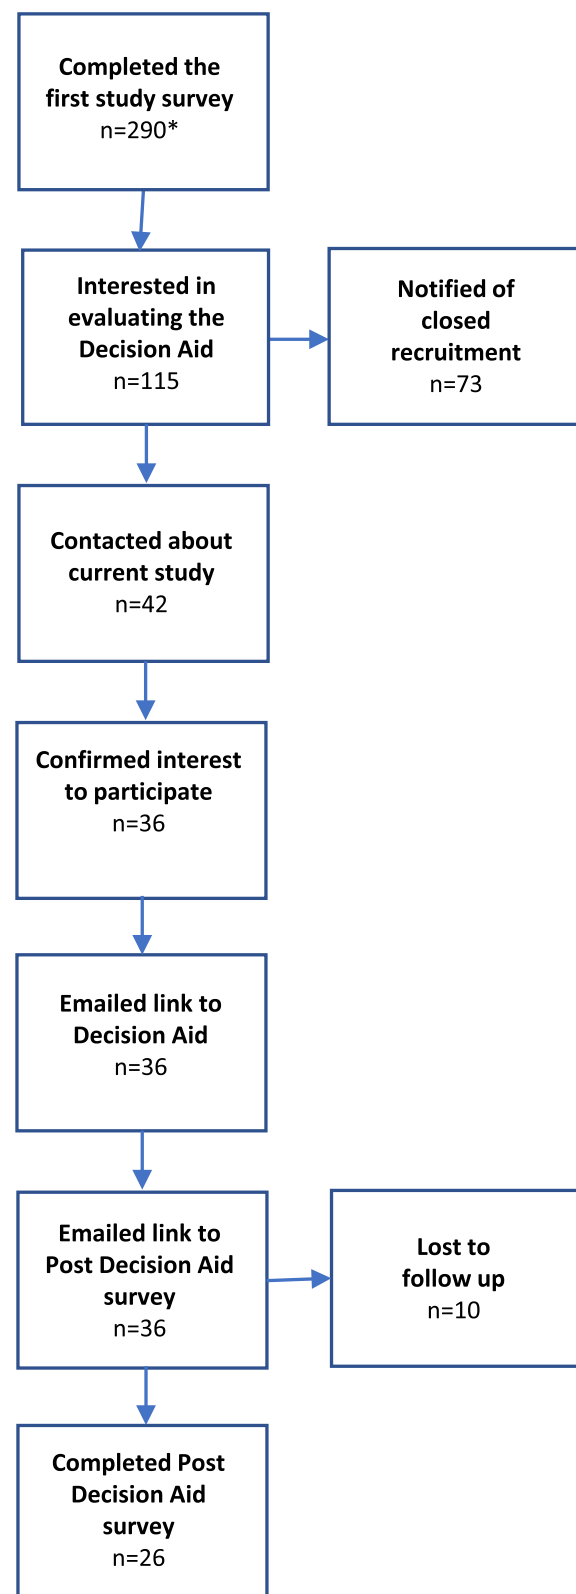 Completed the
first study survey
n=290*
Interested in
evaluating the
Decision Aid
n=115
Notified of
closed
recruitment
n=73
Contacted about
current study
n=42
Confirmed interest
to participate
n=36
Emailed link to
Decision Aid
n=36
Emailed link to
Post Decision Aid
survey
n=36
Lost to
follow up
n=10
Completed Post
Decision Aid
survey
n=26